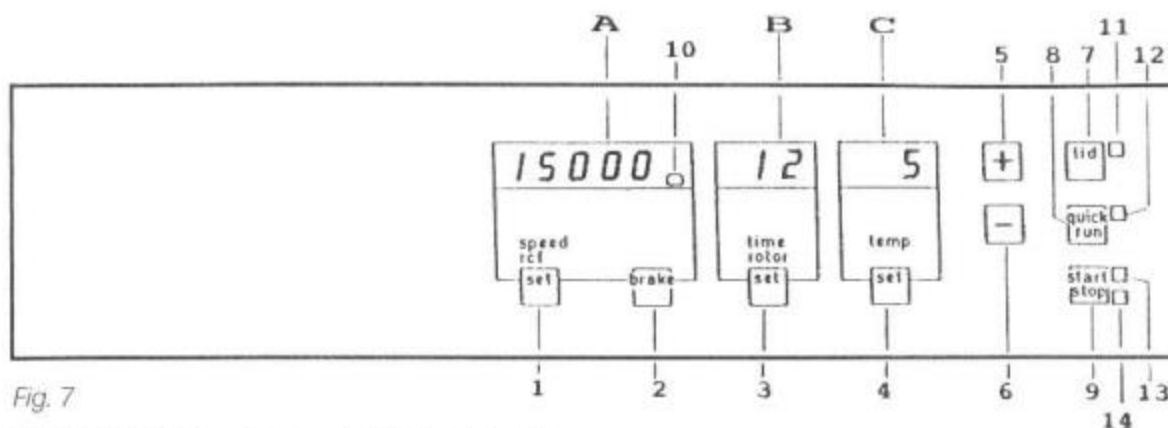 A B C 11
10 5 8 7 12
15000 12 5 + lid
- quick
run
speed time temp
rcf rotor
set brake set set start
stop
1 2 3 4 6 9 13
14
Fig. 7